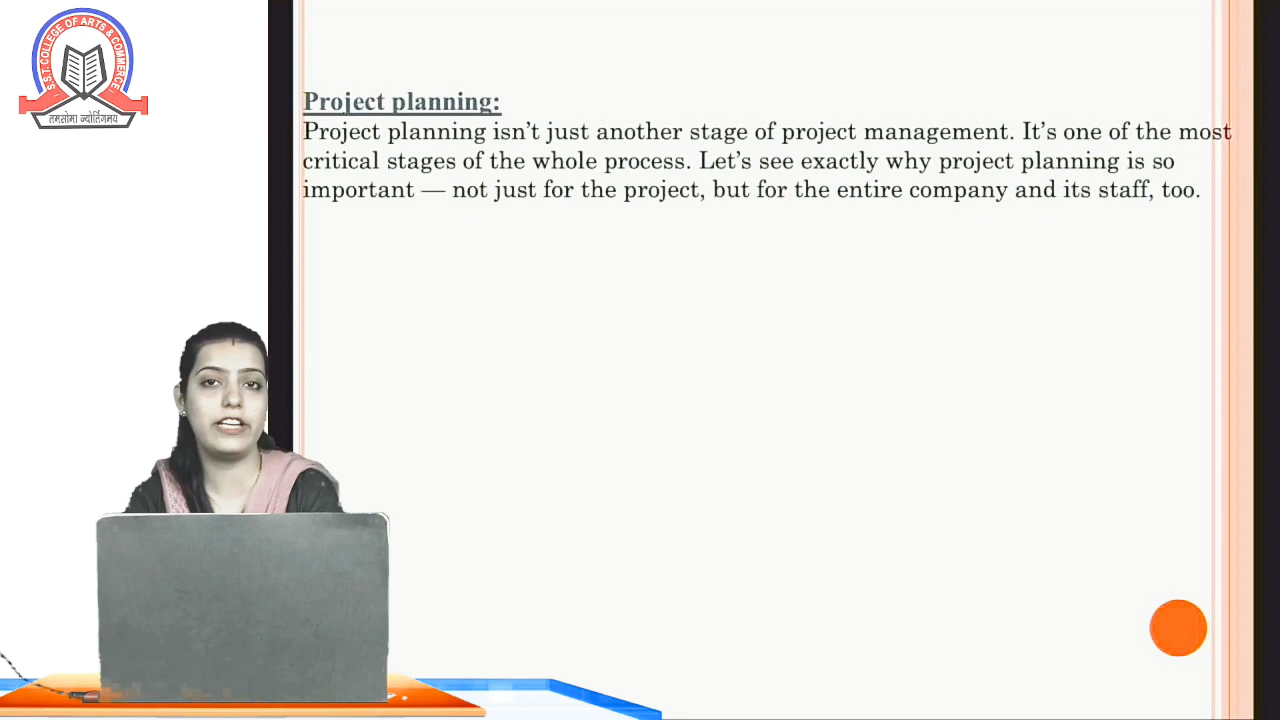 S.S.T. COLLEGE OF ARTS & COMMERCE
तमसोमा ज्योर्तिगमय
Project planning:
Project planning isn’t just another stage of project management. It’s one of the most
critical stages of the whole process. Let’s see exactly why project planning is so
important — not just for the project, but for the entire company and its staff, too.